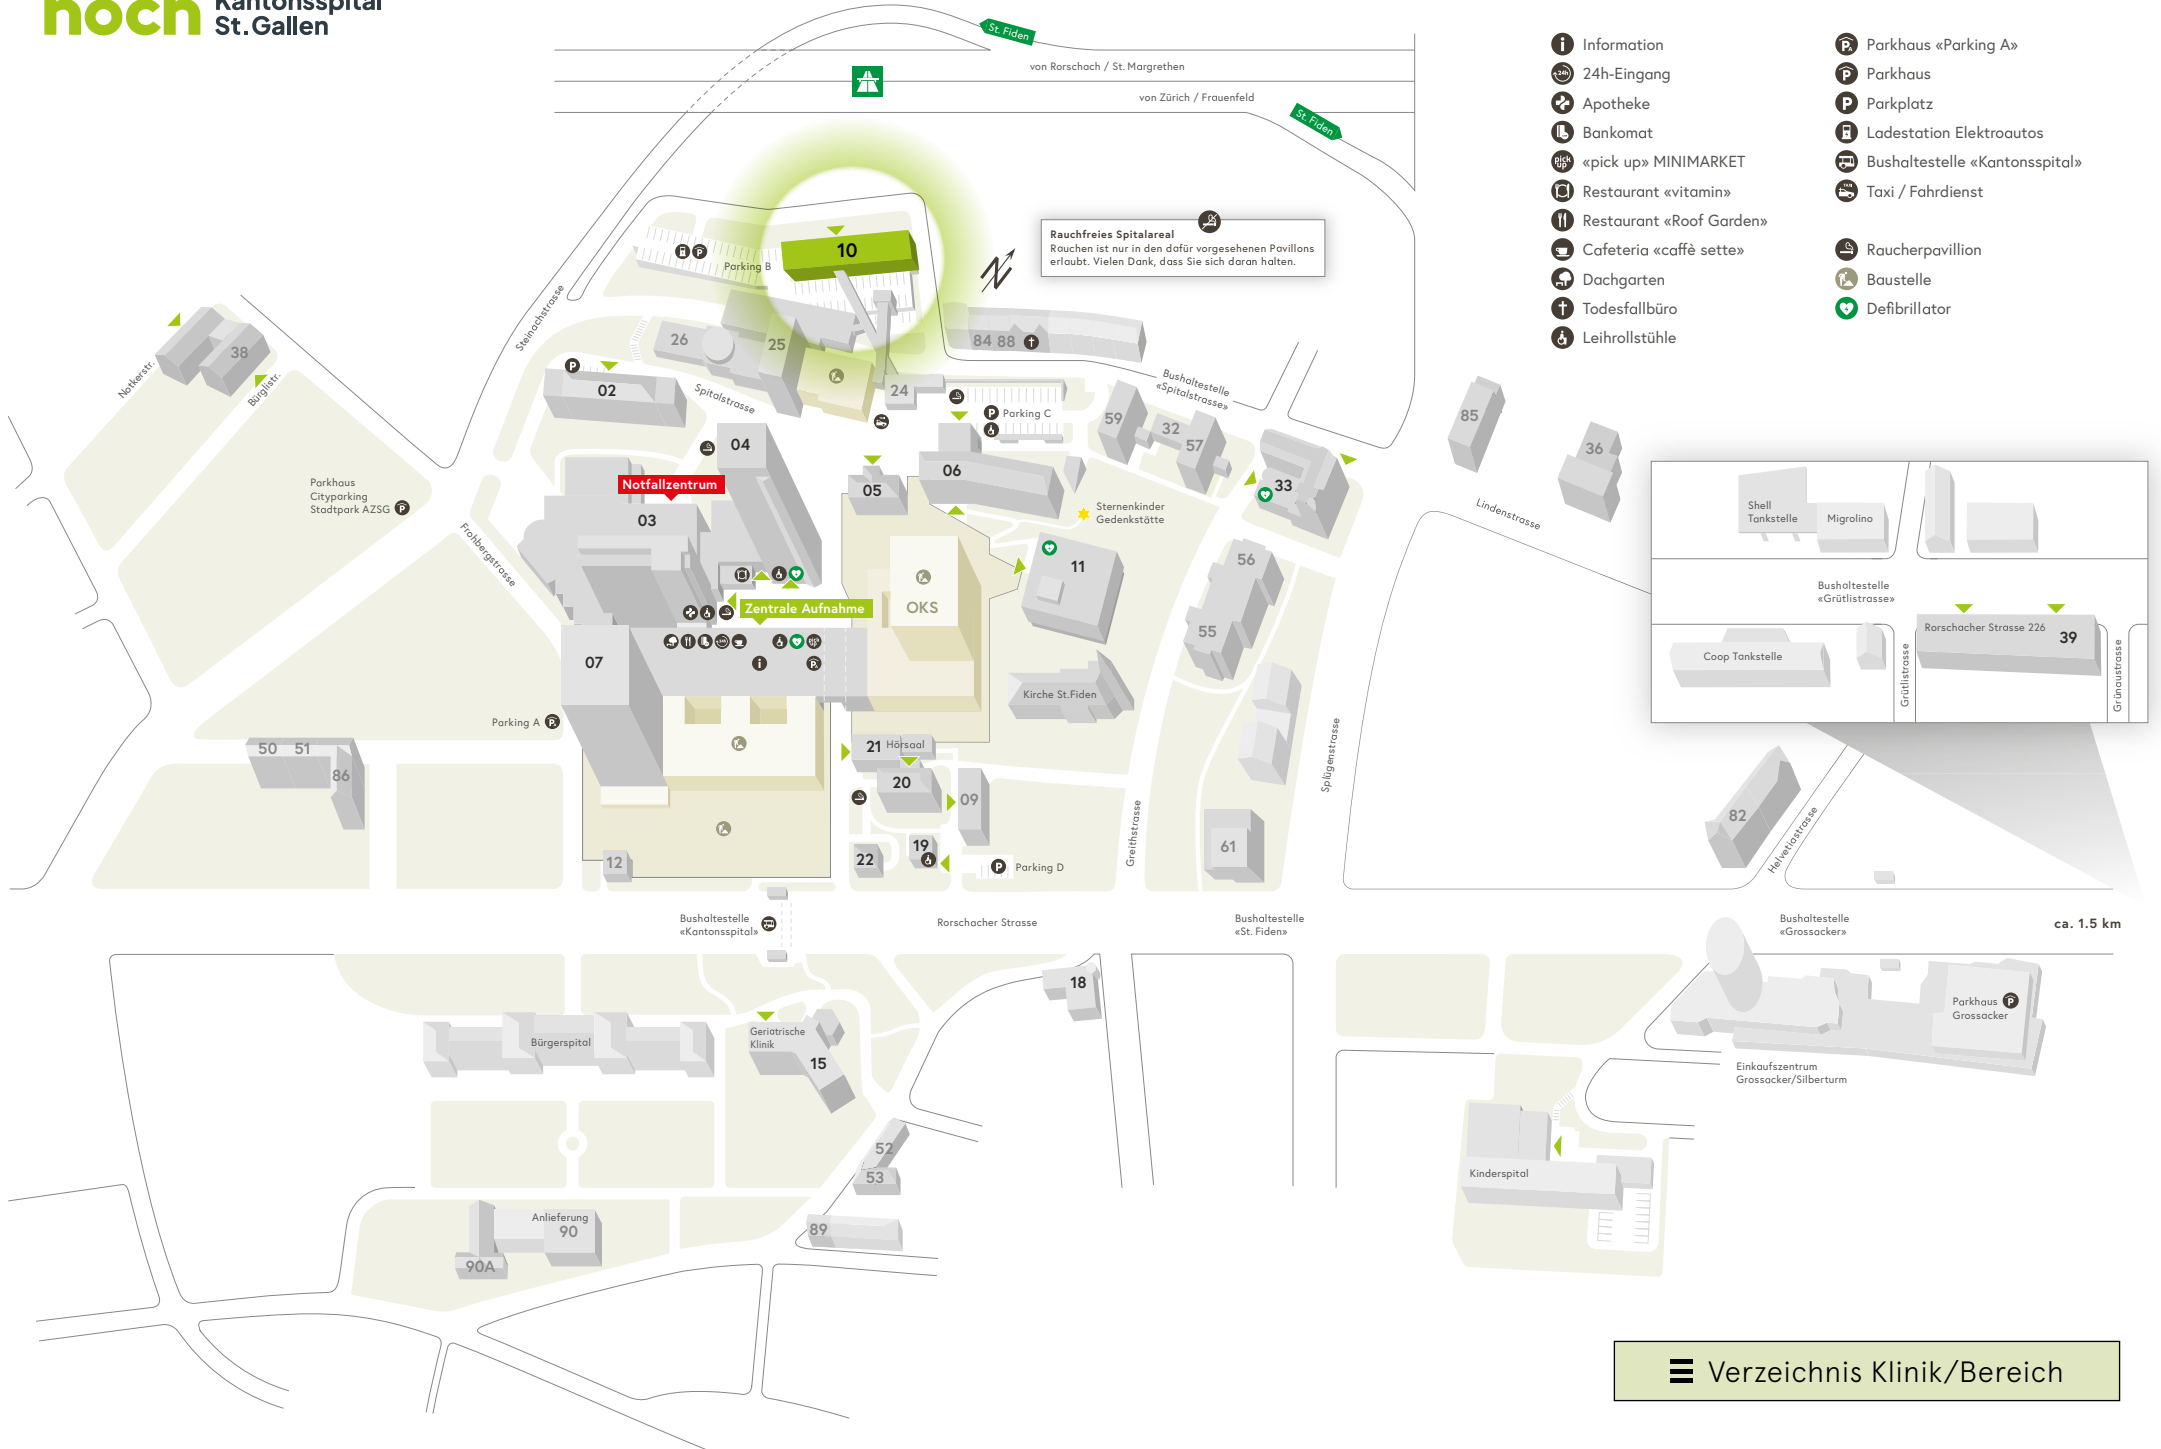 noch Kantonsspital
St.Gallen
St. Fiden
von Rorschach / St. Margrethen
von Zürich / Frauenfeld
St. Fiden
Information
24h-Eingang
Apotheke
Bankomat
pick up «pick up» MINIMARKET
Restaurant «vitamin»
Restaurant «Roof Garden»
Cafeteria «caffè sette»
Dachgarten
Todesfallbüro
Leihrollstühle
Parkhaus «Parking A»
Parkhaus
Parkplatz
Ladestation Elektroautos
Bushaltestelle «Kantonsspital»
Taxi / Fahrdienst
Raucherpavillion
Baustelle
Defibrillator
Rauchfreies Spitalareal
Rauchen ist nur in den dafür vorgesehenen Pavillons
erlaubt. Vielen Dank, dass Sie sich daran halten.
N
10
Parking B
Steinachstrasse
26
25
84 88
38
Notkerstr.
Bürglistr.
02
Spitalstrasse
24
Bushaltestelle
«Spitalstrasse»
Parking C
59
32
57
85
36
04
06
05
33
Notfallzentrum
03
Parkhaus
Cityparking
Stadtpark AZSG
Frohbergstrasse
Sternenkinder
Gedenkstätte
11
Lindenstrasse
Shell
Tankstelle
Migrolino
Bushaltestelle
«Grütlistrasse»
Rorschacher Strasse 226
39
Coop Tankstelle
Grütlistrasse
Grünaustrasse
56
55
Zentrale Aufnahme
OKS
07
Kirche St.Fiden
Parking A
50 51
86
21 Hörsaal
20
09
Splügenstrasse
Greithstrasse
82
Helvetiastrasse
61
12
22
19
Parking D
Bushaltestelle
«Kantonsspital»
Rorschacher Strasse
Bushaltestelle
«St. Fiden»
Bushaltestelle
«Grossacker»
ca. 1.5 km
18
Parkhaus
Grossacker
Bürgerspital
Geriatrische
Klinik
15
Einkaufszentrum
Grossacker/Silberturm
52
53
Kinderspital
Anlieferung
90
90A
89
Verzeichnis Klinik/Bereich